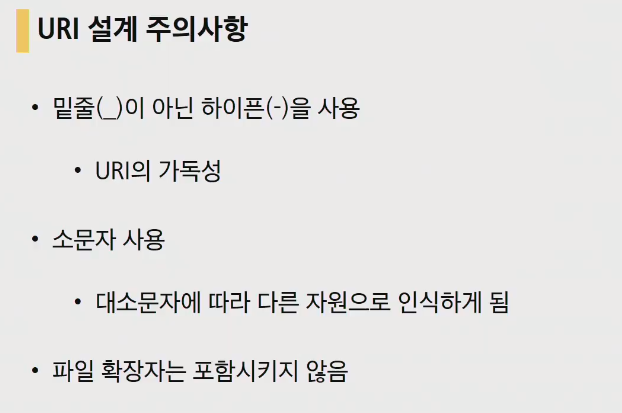 URI 설계 주의사항
• 밑줄(_)이 아닌 하이픈(-)을 사용
• URI의 가독성
• 소문자 사용
• 대소문자에 따라 다른 자원으로 인식하게 됨
• 파일 확장자는 포함시키지 않음